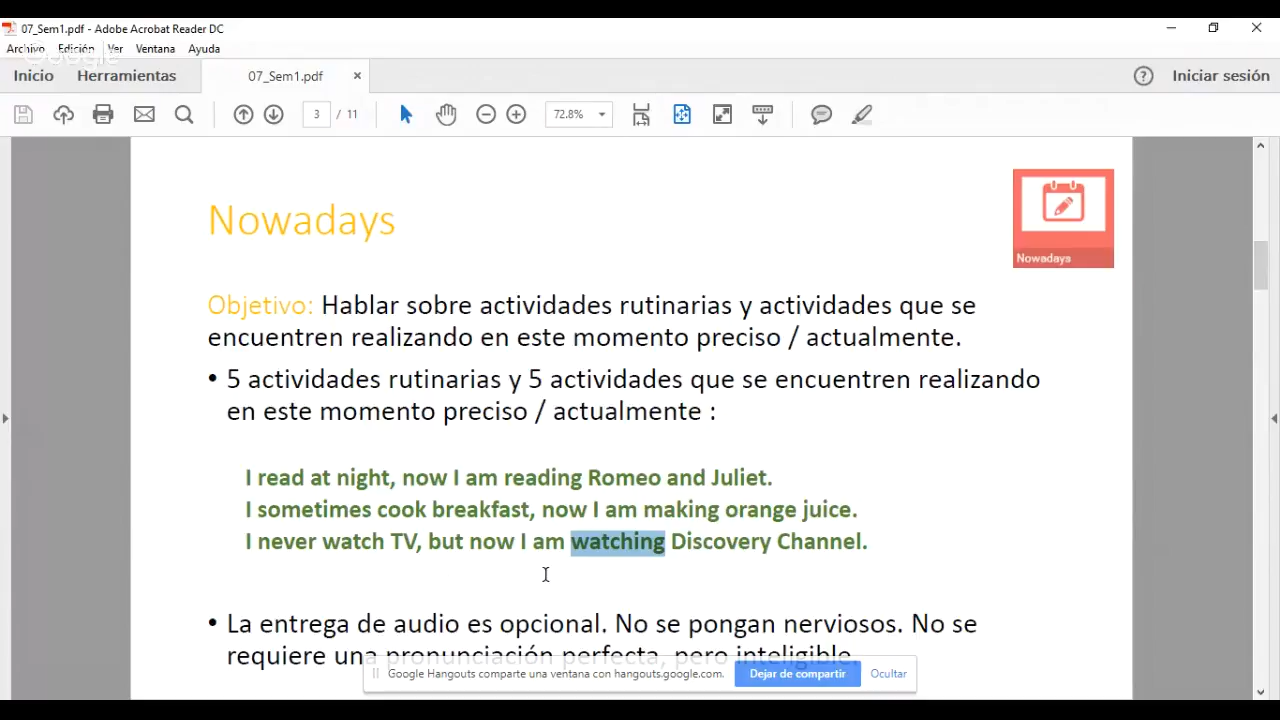 07_Sem1.pdf - Adobe Acrobat Reader DC
Archivo Edición Ver Ventana Ayuda
Google
Inicio Herramientas 07_Sem1.pdf × ? Iniciar sesión
3 / 11 72.8%
Nowadays
Nowadays
Objetivo: Hablar sobre actividades rutinarias y actividades que se
encuentren realizando en este momento preciso / actualmente.
• 5 actividades rutinarias y 5 actividades que se encuentren realizando
en este momento preciso / actualmente :
I read at night, now I am reading Romeo and Juliet.
I sometimes cook breakfast, now I am making orange juice.
I never watch TV, but now I am watching Discovery Channel.
• La entrega de audio es opcional. No se pongan nerviosos. No se
requiere una pronunciación perfecta, pero inteligible.
Google Hangouts comparte una ventana con hangouts.google.com. Dejar de compartir Ocultar